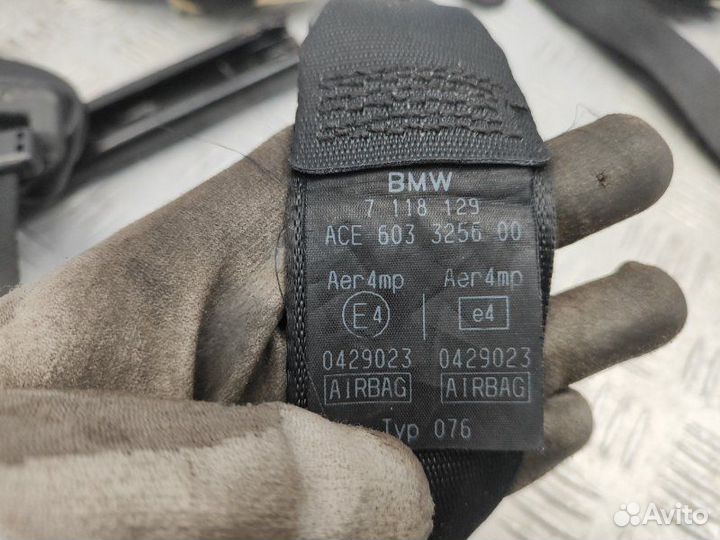 BMW
7 118 129
ACE 603 3256 00
Aer4mp Aer4mp
E4 e4
0429023 0429023
AIRBAG AIRBAG
Typ 076
Avito